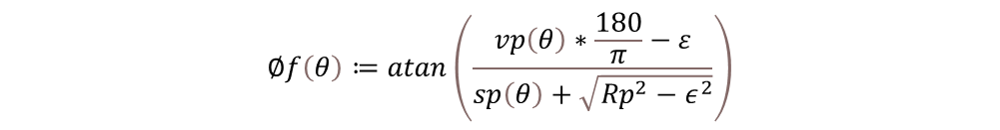 ∅f(θ) ≔ atan((vp(θ) * 180/π − ε)/(sp(θ) + √(Rp² − ϵ²)))